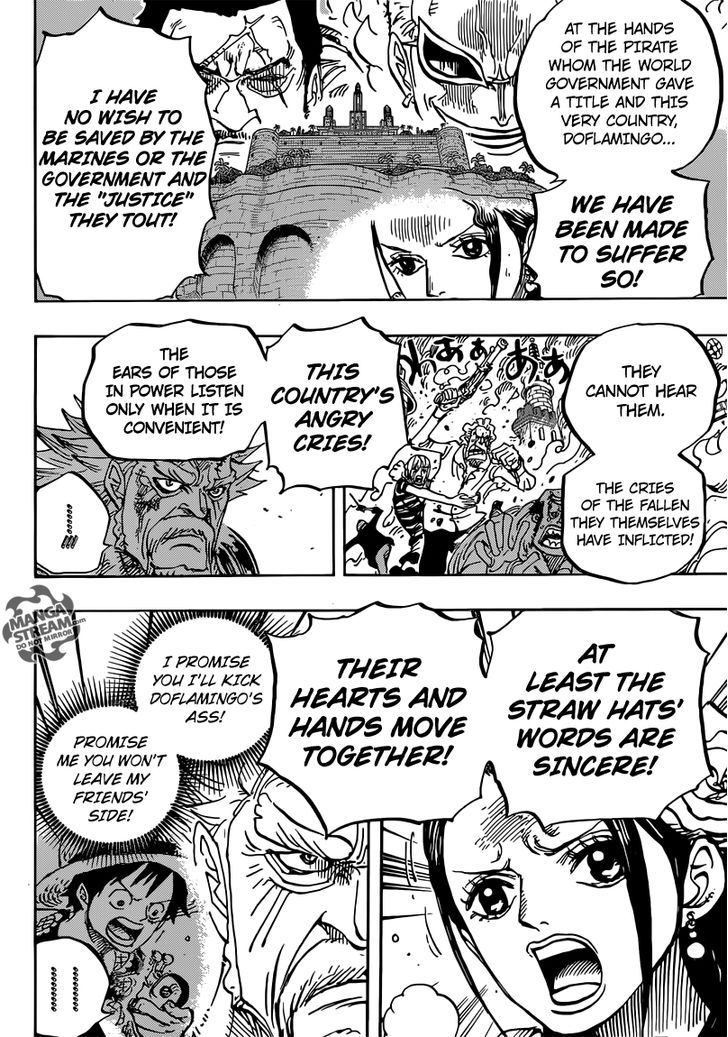 AT THE HANDS
OF THE PIRATE
WHOM THE WORLD
GOVERNMENT GAVE
A TITLE AND THIS
VERY COUNTRY,
DOFLAMINGO...
WE HAVE
BEEN MADE
TO SUFFER
SO!
I HAVE
NO WISH TO
BE SAVED BY THE
MARINES OR THE
GOVERNMENT AND
THE "JUSTICE"
THEY TOUT!
THEY
CANNOT HEAR
THEM.
THE CRIES
OF THE FALLEN
THEY THEMSELVES
HAVE INFLICTED!
ああ
ああ
THIS
COUNTRY'S
ANGRY
CRIES!
THE
EARS OF THOSE
IN POWER LISTEN
ONLY WHEN IT IS
CONVENIENT!
.......!!!
AT
LEAST THE
STRAW HATS'
WORDS ARE
SINCERE!
THEIR
HEARTS AND
HANDS MOVE
TOGETHER!
I PROMISE
YOU I'LL KICK
DOFLAMINGO'S
ASS!
PROMISE
ME YOU WON'T
LEAVE MY
FRIENDS'
SIDE!
MANGA
STREAM.com
DO NOT MIRROR